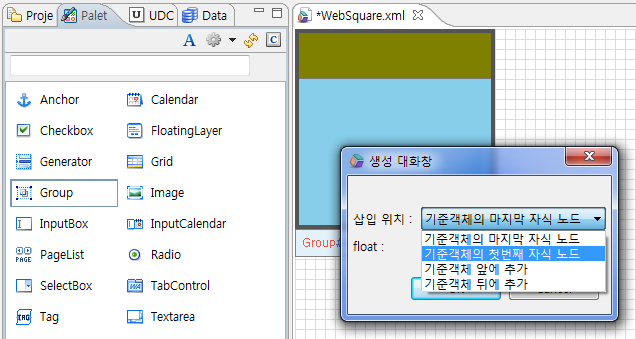 Proje Palet UDC Data
A
C
Anchor Calendar
Checkbox FloatingLayer
Generator Grid
Group Image
InputBox InputCalendar
PageList Radio
SelectBox TabControl
Tag Textarea
*WebSquare.xml
Group
생성 대화창
삽입 위치 : 기준객체의 마지막 자식 노드
float :
기준객체의 마지막 자식 노드
기준객체의 첫번째 자식 노드
기준객체 앞에 추가
기준객체 뒤에 추가